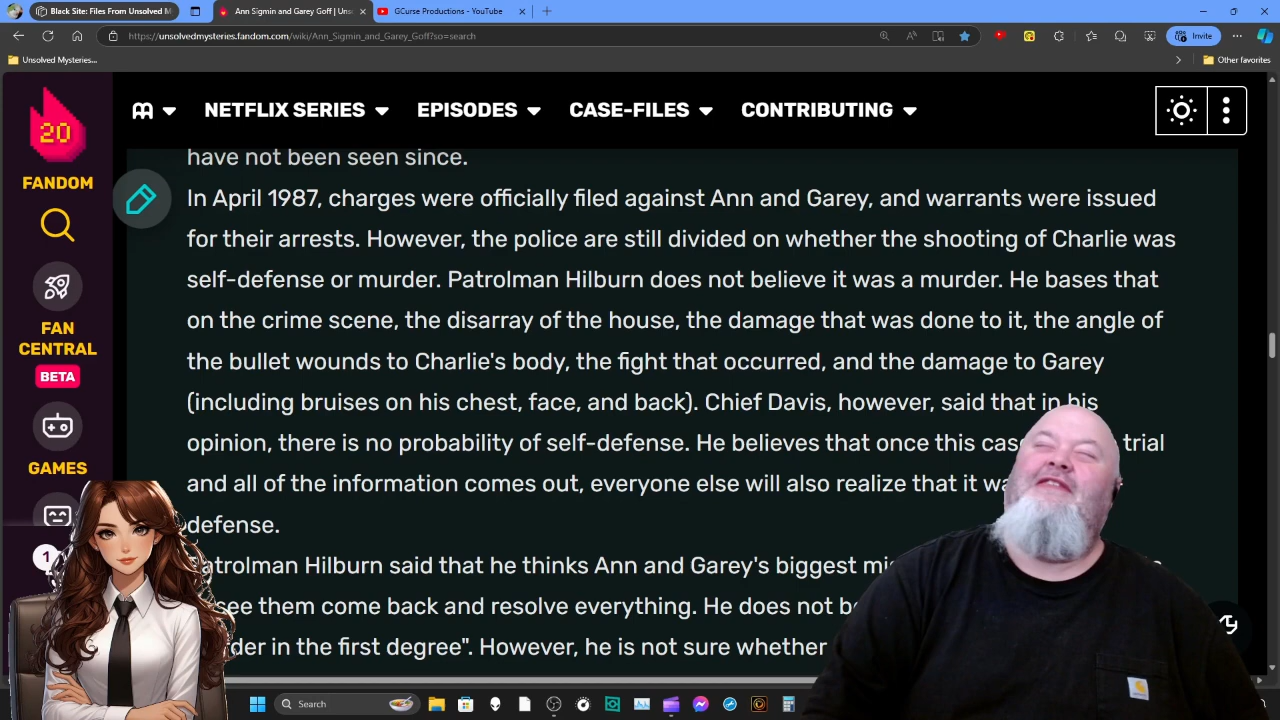 Black Site: Files From Unsolved M
Ann Sigmin and Garey Goff | Uns
GCurse Productions - YouTube
https://unsolvedmysteries.fandom.com/wiki/Ann_Sigmin_and_Garey_Goff?so=search
Invite
Unsolved Mysteries...
Other favorites
20
FANDOM
NETFLIX SERIES
EPISODES
CASE-FILES
CONTRIBUTING
FAN
CENTRAL
BETA
GAMES
1
have not been seen since.
In April 1987, charges were officially filed against Ann and Garey, and warrants were issued
for their arrests. However, the police are still divided on whether the shooting of Charlie was
self-defense or murder. Patrolman Hilburn does not believe it was a murder. He bases that
on the crime scene, the disarray of the house, the damage that was done to it, the angle of
the bullet wounds to Charlie's body, the fight that occurred, and the damage to Garey
(including bruises on his chest, face, and back). Chief Davis, however, said that in his
opinion, there is no probability of self-defense. He believes that once this trial
and all of the information comes out, everyone else will also realize that it
defense.
Patrolman Hilburn said that he thinks Ann and Garey's biggest
see them come back and resolve everything. He does not
in the first degree". However, he is not sure whether
Search
Carhartt